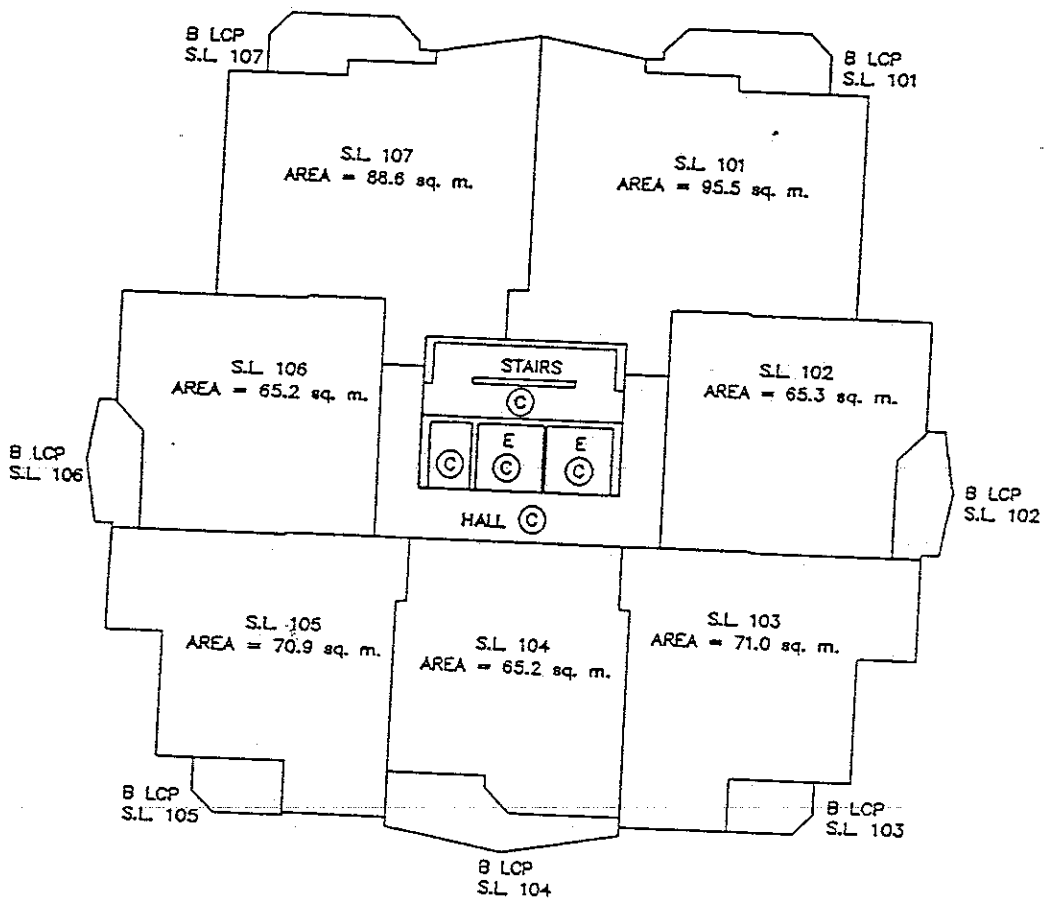 B LCP
S.L. 107
B LCP
S.L. 101
S.L. 107
AREA = 88.6 sq. m.
S.L. 101
AREA = 95.5 sq. m.
S.L. 106
AREA = 65.2 sq. m.
STAIRS
C
S.L. 102
AREA = 65.3 sq. m.
B LCP
S.L. 106
C
E
C
E
C
B LCP
S.L. 102
HALL C
S.L. 105
AREA = 70.9 sq. m.
S.L. 104
AREA = 65.2 sq. m.
S.L. 103
AREA = 71.0 sq. m.
B LCP
S.L. 105
B LCP
S.L. 103
B LCP
S.L. 104